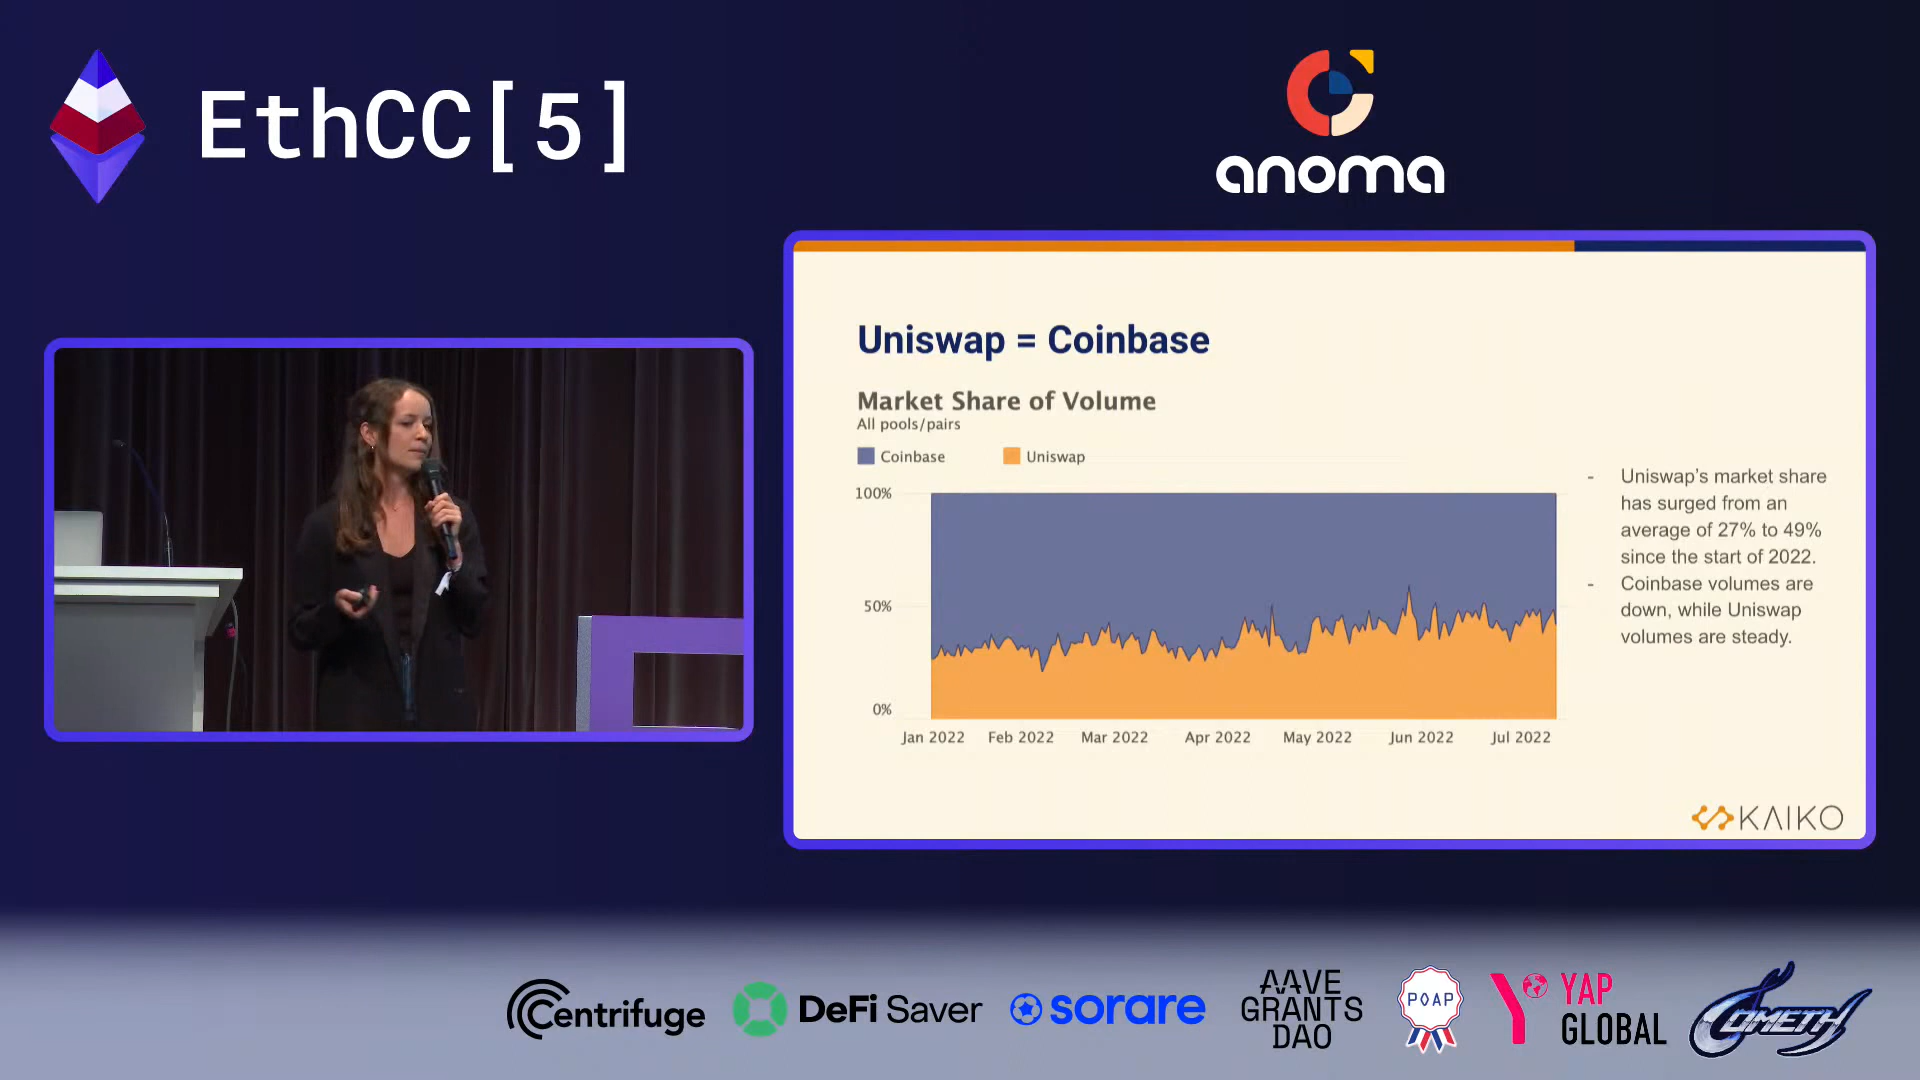 EthCC[5]
anoma
Uniswap = Coinbase
Market Share of Volume
All pools/pairs
Coinbase
Uniswap
100%
50%
0%
Jan 2022
Feb 2022
Mar 2022
Apr 2022
May 2022
Jun 2022
Jul 2022
- Uniswap's market share
has surged from an
average of 27% to 49%
since the start of 2022.
- Coinbase volumes are
down, while Uniswap
volumes are steady.
KAIKO
Centrifuge
DeFi Saver
sorare
AAVE
GRANTS
DAO
POAP
YAP
GLOBAL
COMETH